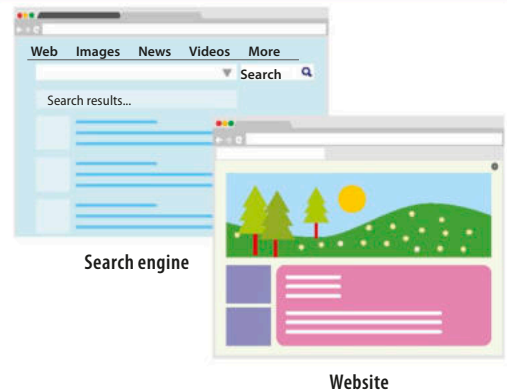 Web Images News Videos More
Search
Search results...
Search engine
Website